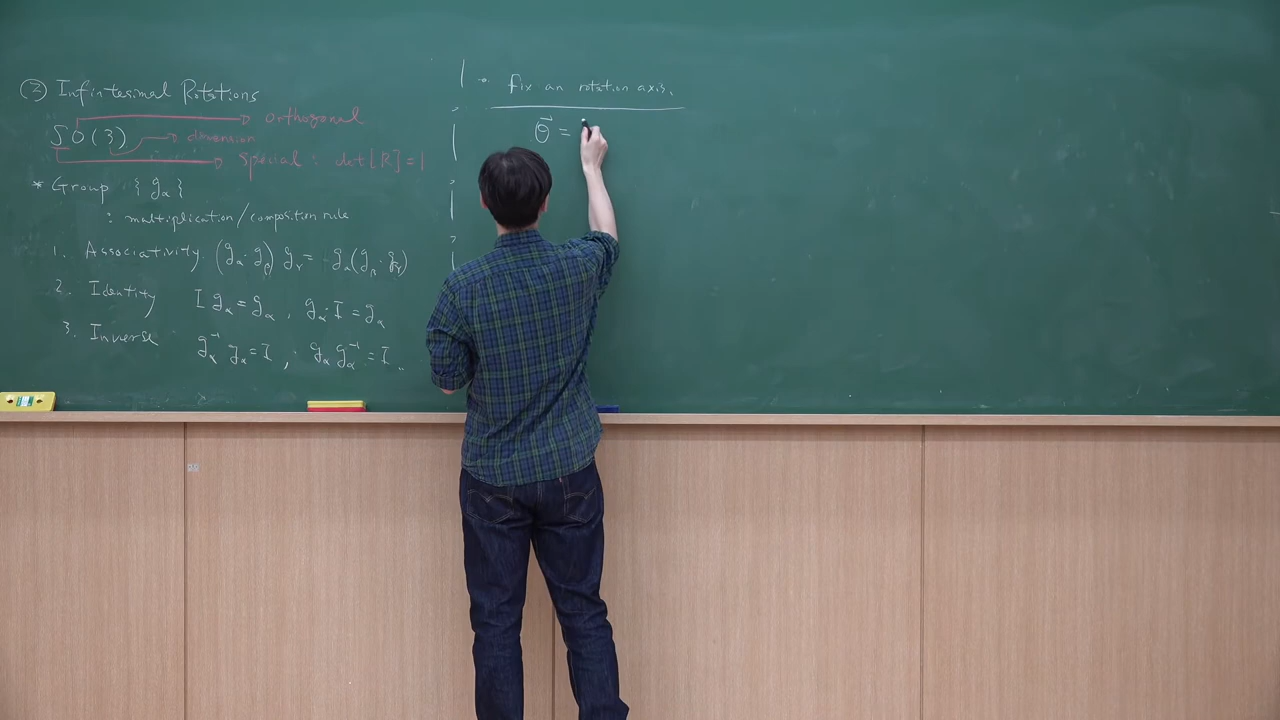 ② Infinitesimal Rotations
SO(3)
orthogonal
dimension
special : det[R]=1
* Group { gα }
: multiplication/composition rule
1. Associativity (gα·gβ) gγ = gα(gβ·gγ)
2. Identity I gα = gα , gα·I = gα
3. Inverse gα⁻¹ gα = I , gα gα⁻¹ = I
fix an rotation axis.
θ⃗ =